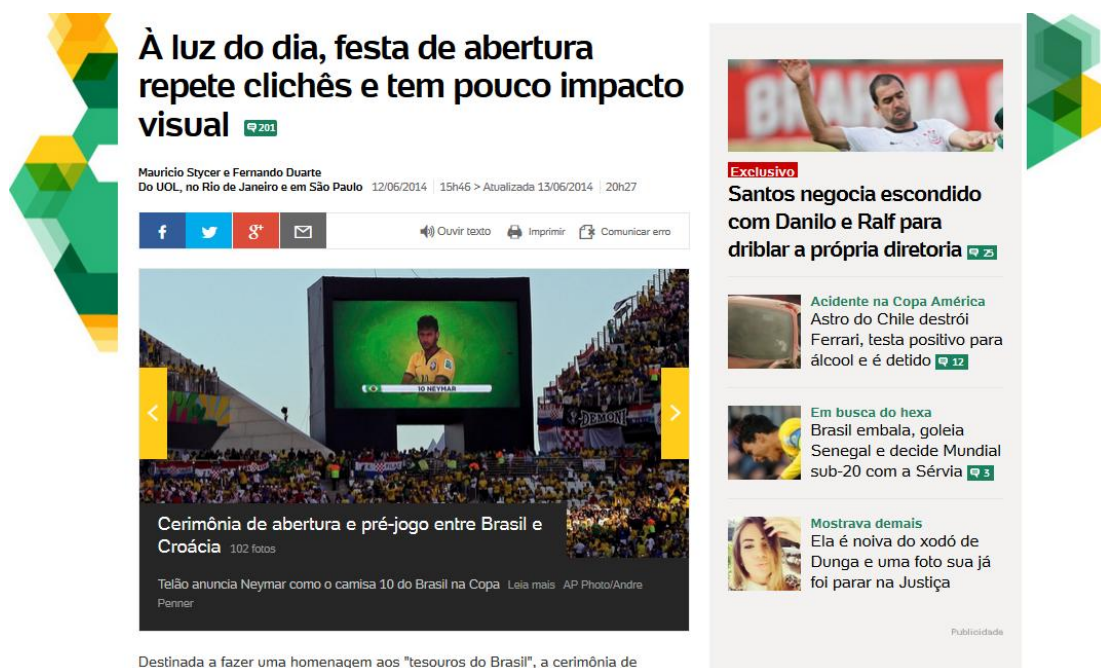 À luz do dia, festa de abertura
repete clichês e tem pouco impacto
visual 201
Mauricio Stycer e Fernando Duarte
Do UOL, no Rio de Janeiro e em São Paulo 12/06/2014 15h46 > Atualizada 13/06/2014 20h27
f g+ Ouvir texto Imprimir Comunicar erro
10 NEYMAR
DEMONI
< >
Cerimônia de abertura e pré-jogo entre Brasil e
Croácia 102 fotos
Telão anuncia Neymar como o camisa 10 do Brasil na Copa Leia mais AP Photo/Andre
Penner
Destinada a fazer uma homenagem aos "tesouros do Brasil", a cerimônia de
BRAHMA
Exclusivo
Santos negocia escondido
com Danilo e Ralf para
driblar a própria diretoria 25
Acidente na Copa América
Astro do Chile destrói
Ferrari, testa positivo para
álcool e é detido 12
Em busca do hexa
Brasil embala, goleia
Senegal e decide Mundial
sub-20 com a Sérvia 3
Mostrava demais
Ela é noiva do xodó de
Dunga e uma foto sua já
foi parar na Justiça
Publicidade